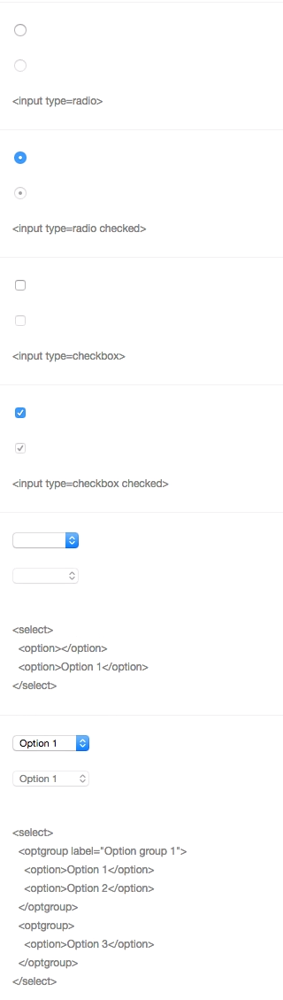 <input type=radio>
<input type=radio checked>
<input type=checkbox>
<input type=checkbox checked>
<select>
  <option></option>
  <option>Option 1</option>
</select>
Option 1
Option 1
<select>
  <optgroup label="Option group 1">
    <option>Option 1</option>
    <option>Option 2</option>
  </optgroup>
  <optgroup>
    <option>Option 3</option>
  </optgroup>
</select>